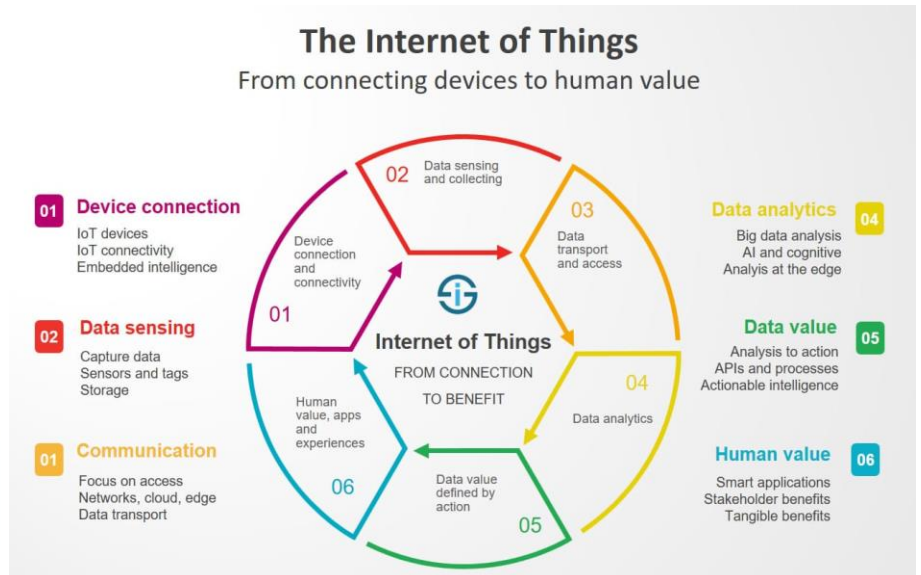 The Internet of Things
From connecting devices to human value
01 Device connection
IoT devices
IoT connectivity
Embedded intelligence
02 Data sensing
Capture data
Sensors and tags
Storage
01 Communication
Focus on access
Networks, cloud, edge
Data transport
01
Device
connection
and
connectivity
02
Data sensing
and collecting
03
Data
transport
and access
04
Data analytics
05
Data value
defined by
action
06
Human
value, apps
and
experiences
Internet of Things
FROM CONNECTION
TO BENEFIT
Data analytics 04
Big data analysis
AI and cognitive
Analyis at the edge
Data value 05
Analysis to action
APIs and processes
Actionable intelligence
Human value 06
Smart applications
Stakeholder benefits
Tangible benefits